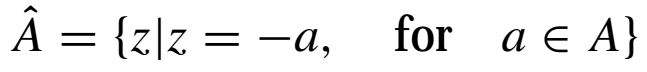 Â = {z|z = −a, for a ∈ A}